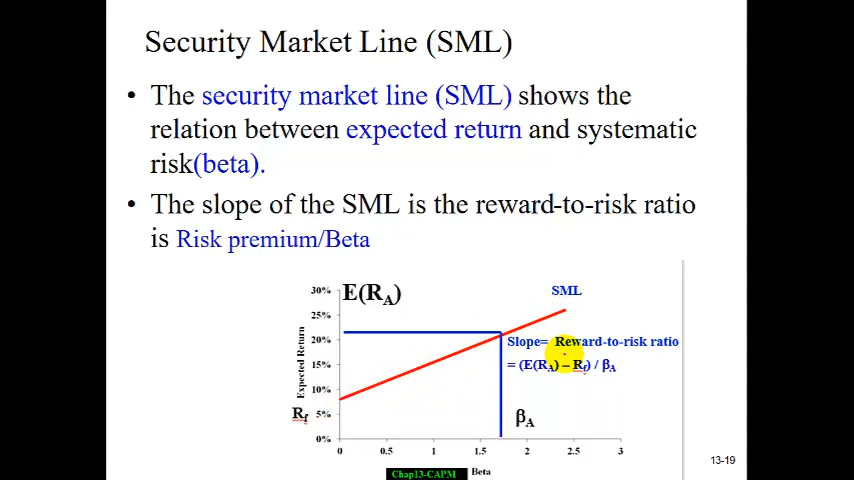 Security Market Line (SML)
• The security market line (SML) shows the
relation between expected return and systematic
risk(beta).
• The slope of the SML is the reward-to-risk ratio
is Risk premium/Beta
30%
E(RA)
SML
25%
20%
Slope= Reward-to-risk ratio
15%
= (E(RA) – Rf) / βA
10%
Rf
5%
βA
0%
Expected Return
0 0.5 1 1.5 2 2.5 3
Chap13-CAPM
Beta
13-19